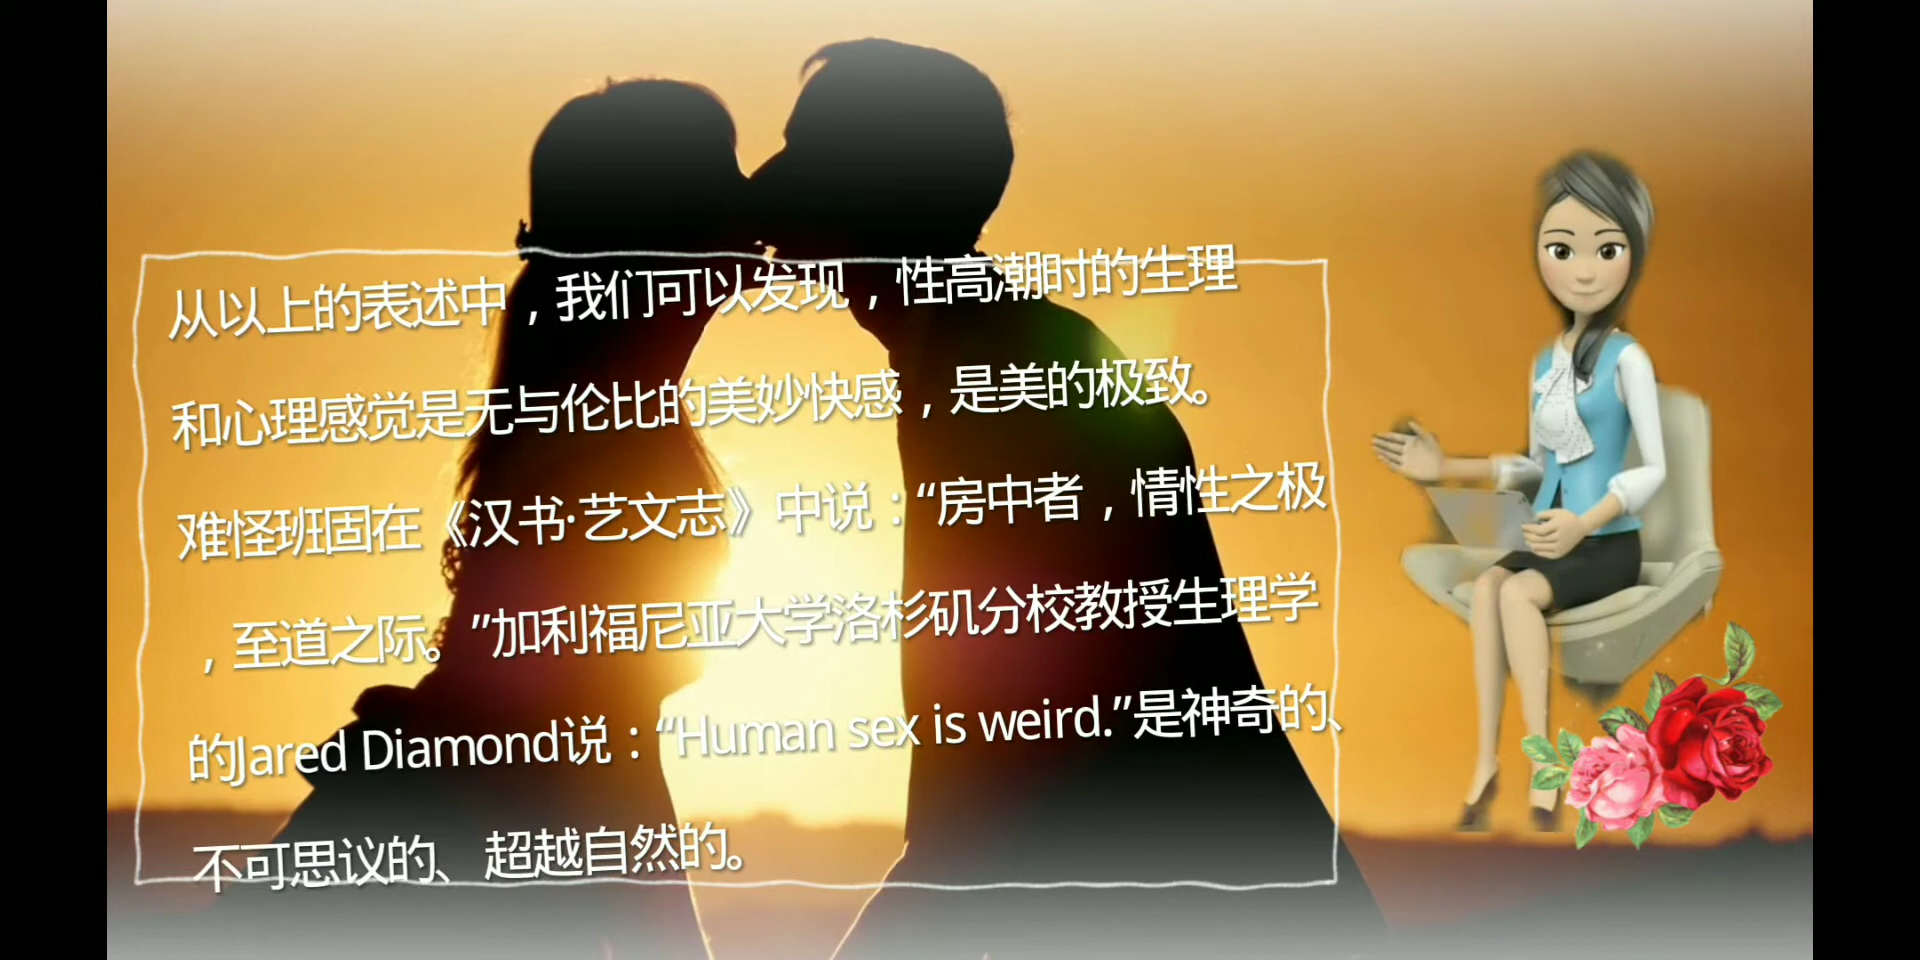 从以上的表述中，我们可以发现，性高潮时的生理
和心理感觉是无与伦比的美妙快感，是美的极致。
难怪班固在《汉书·艺文志》中说：“房中者，情性之极
，至道之际。”加利福尼亚大学洛杉矶分校教授生理学
的Jared Diamond说：“Human sex is weird.”是神奇的、
不可思议的、超越自然的。